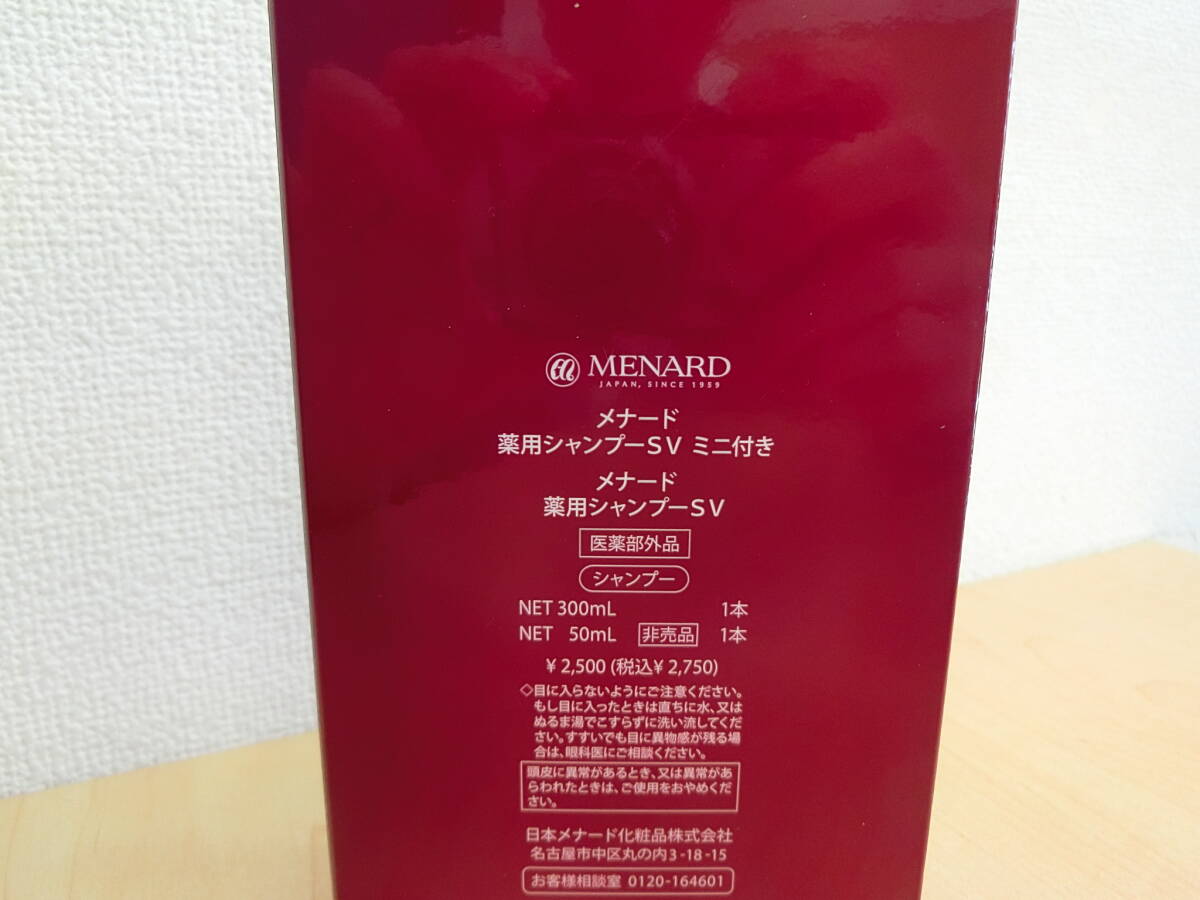 MENARD
JAPAN, SINCE 1959
メナード
薬用シャンプーSV ミニ付き
メナード
薬用シャンプーSV
医薬部外品
シャンプー
NET 300mL 1本
NET 50mL 非売品 1本
¥2,500 (税込¥2,750)
◇目に入らないようにご注意ください。
もし目に入ったときは直ちに水、又は
ぬるま湯でこすらずに洗い流してくだ
さい。すすいでも目に異物感が残る場
合は、眼科医にご相談ください。
頭皮に異常があるとき、又は異常があ
らわれたときは、ご使用をおやめくだ
さい。
日本メナード化粧品株式会社
名古屋市中区丸の内3-18-15
お客様相談室 0120-164601